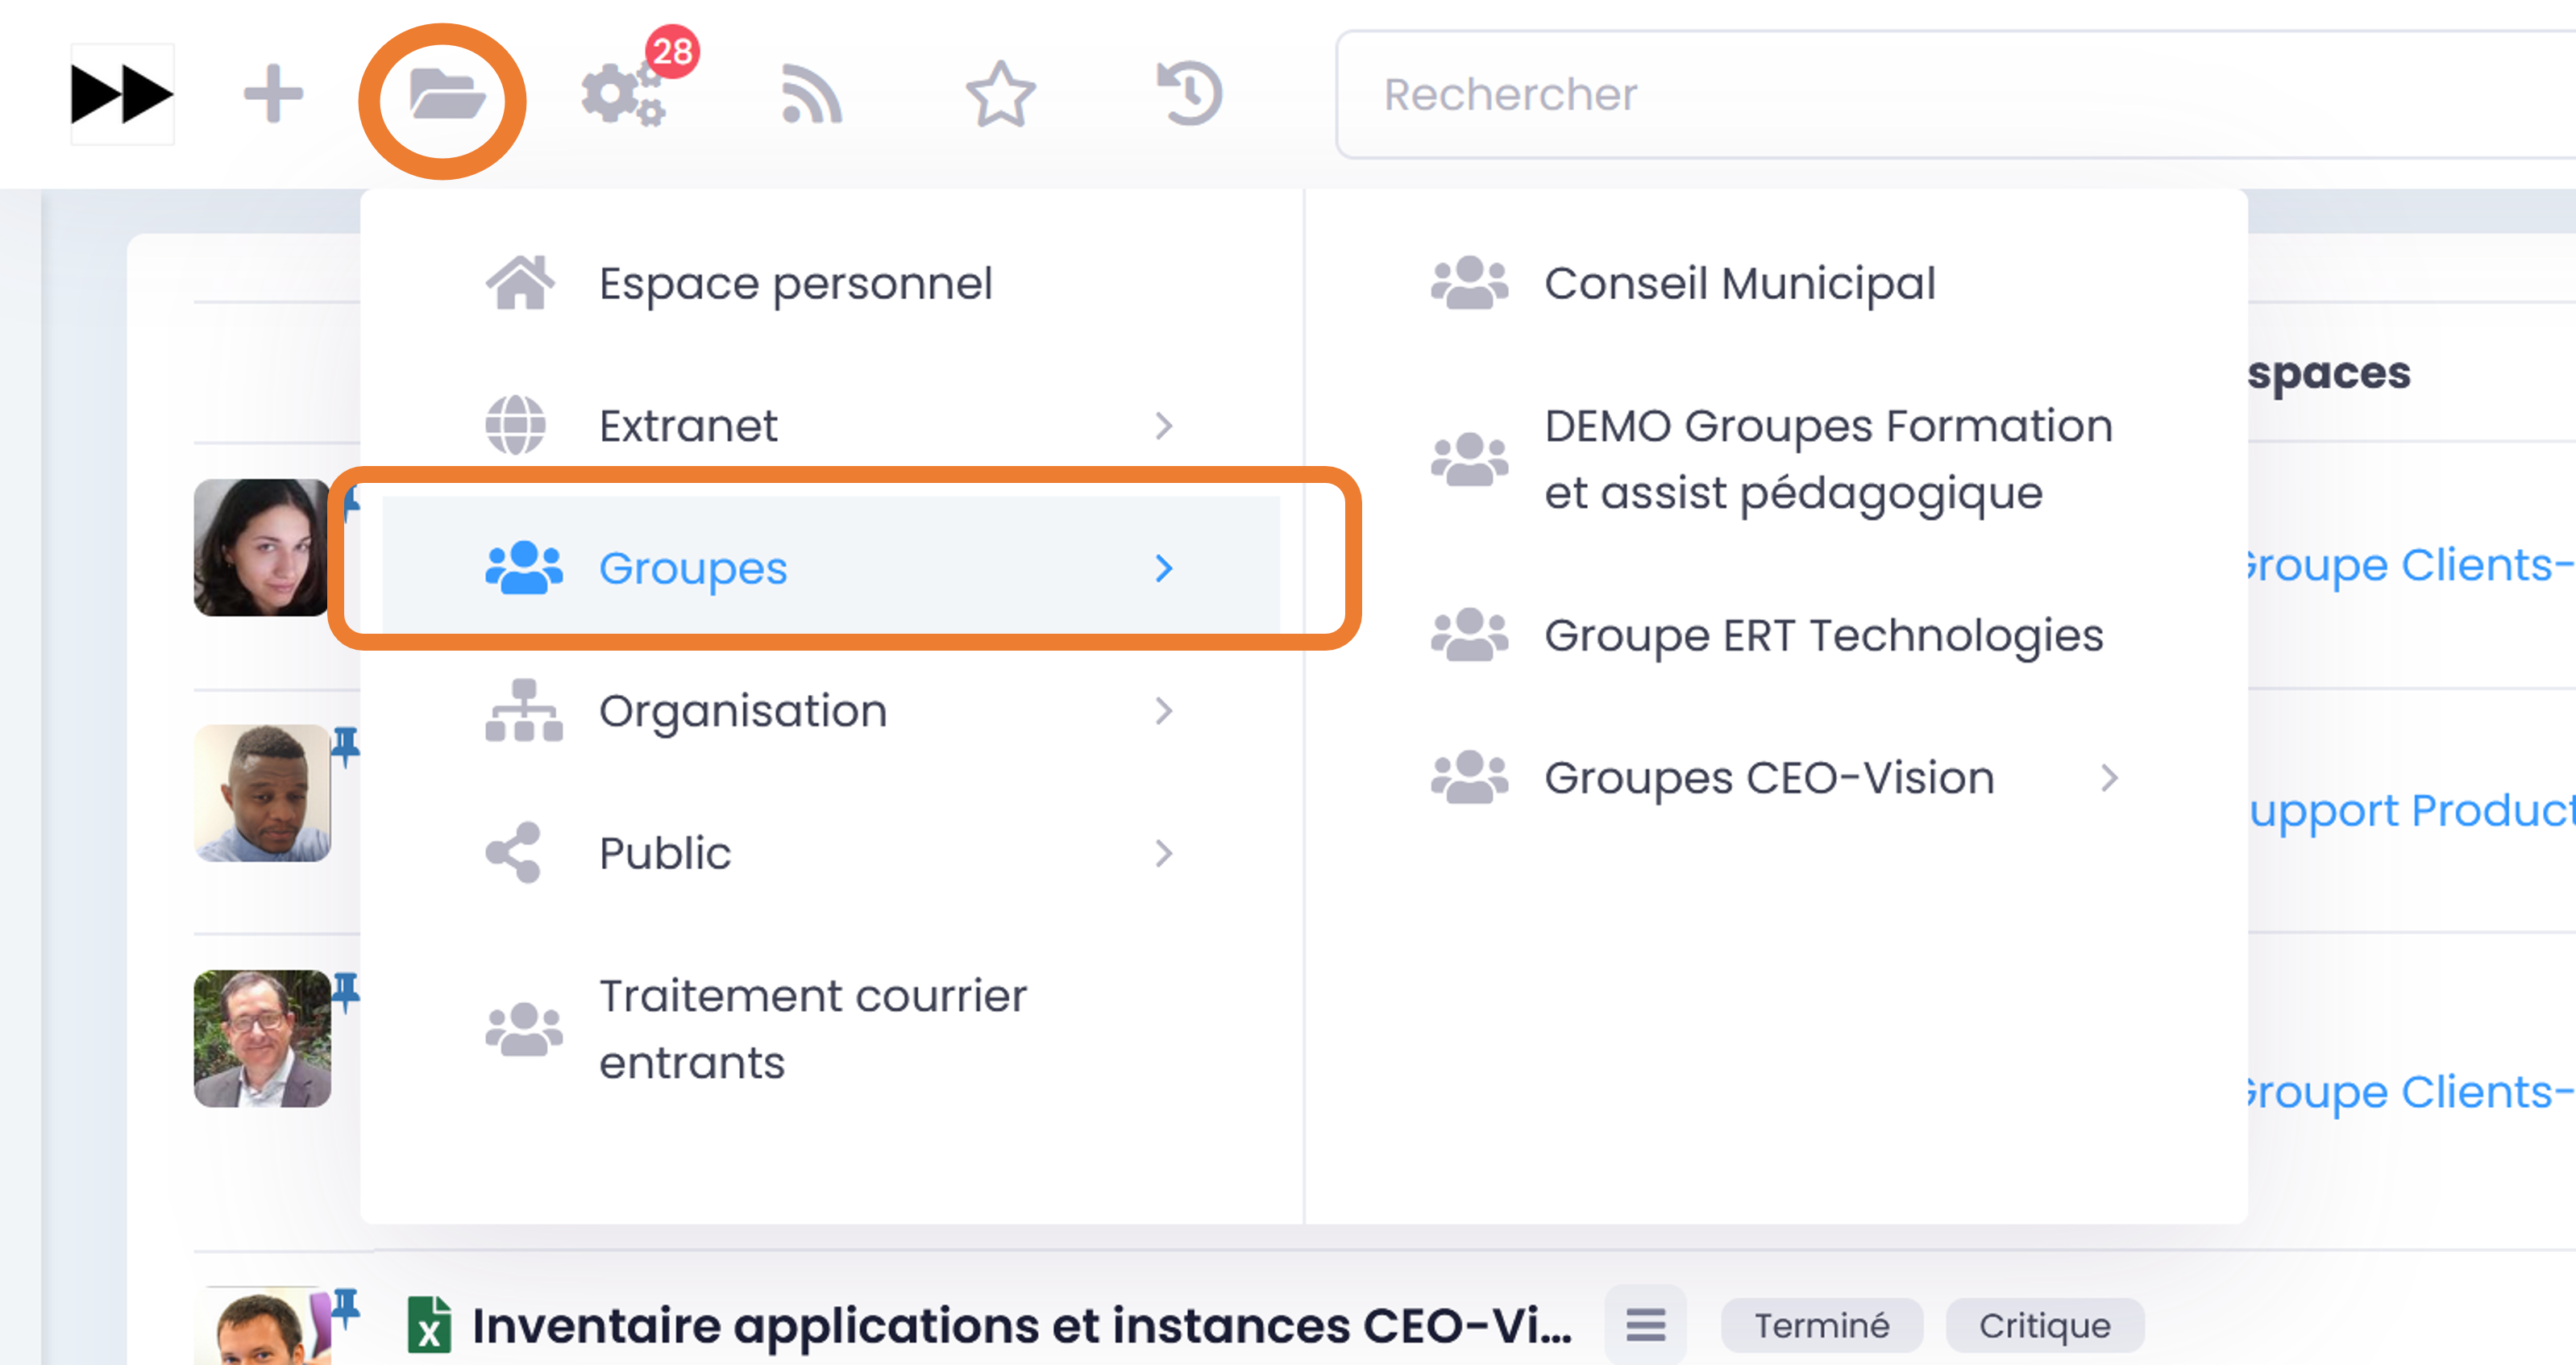 28
Rechercher
Espace personnel
Extranet
Groupes
Organisation
Public
Traitement courrier
entrants
Conseil Municipal
DEMO Groupes Formation
et assist pédagogique
Groupe ERT Technologies
Groupes CEO-Vision
spaces
Groupe Clients-
upport Product
Groupe Clients-
Inventaire applications et instances CEO-Vi...
Terminé
Critique